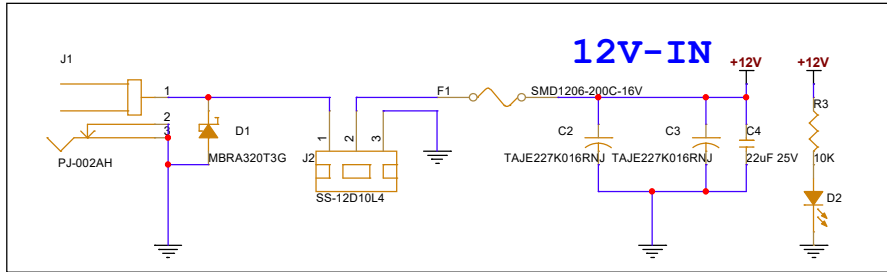 12V-IN
J1
+12V
+12V
1
F1
SMD1206-200C-16V
R3
2
3
D1
1
2
3
C2
C3
C4
PJ-002AH
MBRA320T3G
J2
TAJE227K016RNJ
TAJE227K016RNJ
22uF 25V
10K
SS-12D10L4
D2